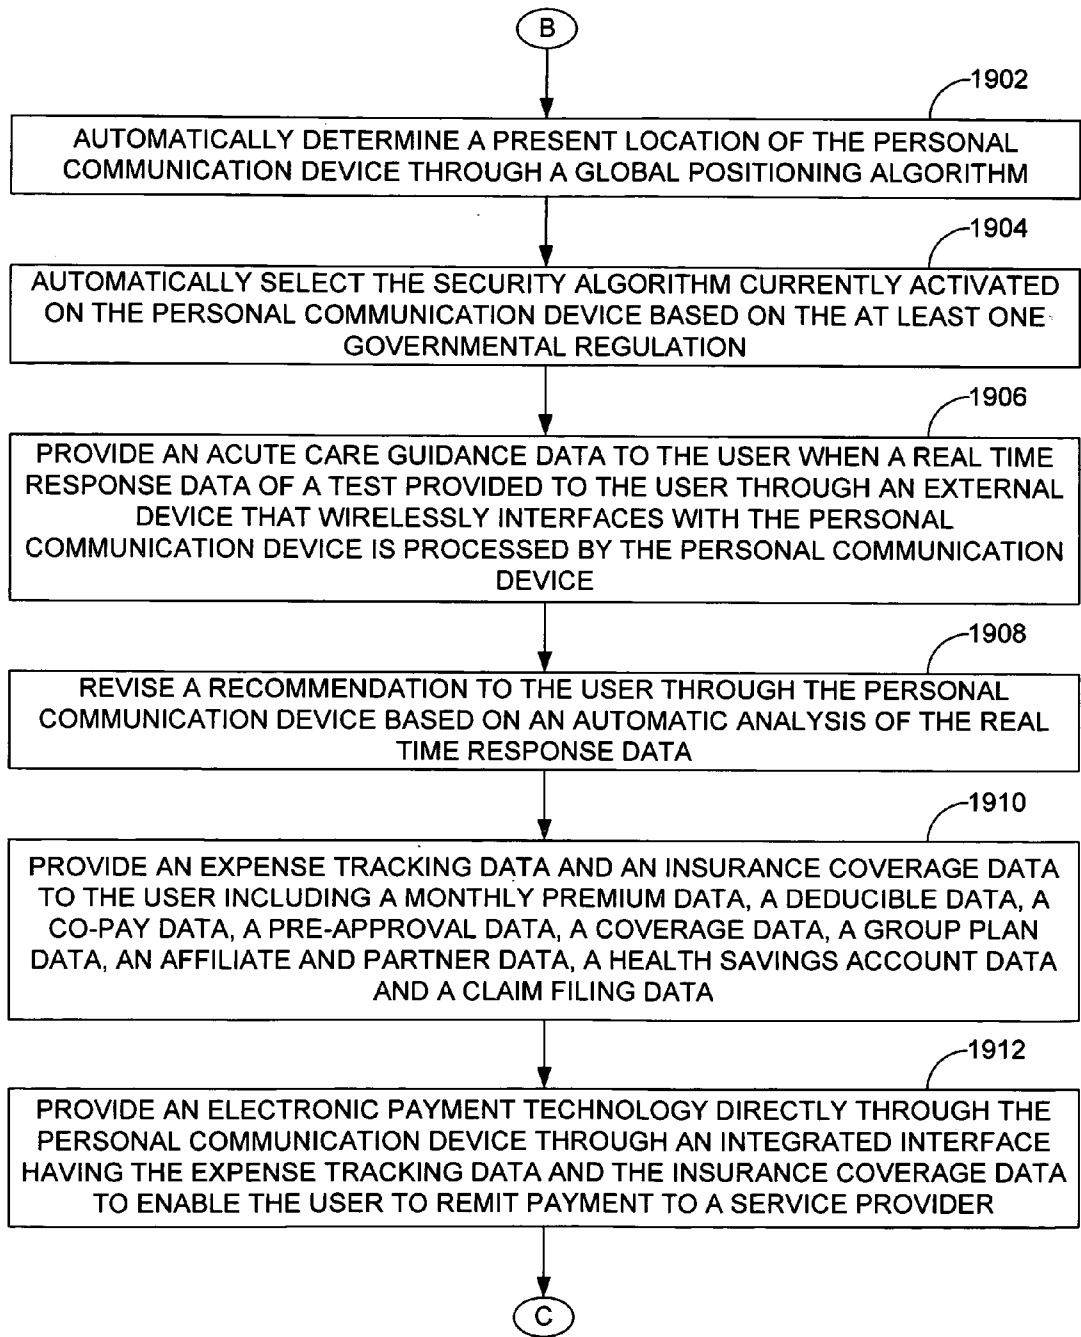 B
1902
AUTOMATICALLY DETERMINE A PRESENT LOCATION OF THE PERSONAL
COMMUNICATION DEVICE THROUGH A GLOBAL POSITIONING ALGORITHM
1904
AUTOMATICALLY SELECT THE SECURITY ALGORITHM CURRENTLY ACTIVATED
ON THE PERSONAL COMMUNICATION DEVICE BASED ON THE AT LEAST ONE
GOVERNMENTAL REGULATION
1906
PROVIDE AN ACUTE CARE GUIDANCE DATA TO THE USER WHEN A REAL TIME
RESPONSE DATA OF A TEST PROVIDED TO THE USER THROUGH AN EXTERNAL
DEVICE THAT WIRELESSLY INTERFACES WITH THE PERSONAL
COMMUNICATION DEVICE IS PROCESSED BY THE PERSONAL COMMUNICATION
DEVICE
1908
REVISE A RECOMMENDATION TO THE USER THROUGH THE PERSONAL
COMMUNICATION DEVICE BASED ON AN AUTOMATIC ANALYSIS OF THE REAL
TIME RESPONSE DATA
1910
PROVIDE AN EXPENSE TRACKING DATA AND AN INSURANCE COVERAGE DATA
TO THE USER INCLUDING A MONTHLY PREMIUM DATA, A DEDUCIBLE DATA, A
CO-PAY DATA, A PRE-APPROVAL DATA, A COVERAGE DATA, A GROUP PLAN
DATA, AN AFFILIATE AND PARTNER DATA, A HEALTH SAVINGS ACCOUNT DATA
AND A CLAIM FILING DATA
1912
PROVIDE AN ELECTRONIC PAYMENT TECHNOLOGY DIRECTLY THROUGH THE
PERSONAL COMMUNICATION DEVICE THROUGH AN INTEGRATED INTERFACE
HAVING THE EXPENSE TRACKING DATA AND THE INSURANCE COVERAGE DATA
TO ENABLE THE USER TO REMIT PAYMENT TO A SERVICE PROVIDER
C